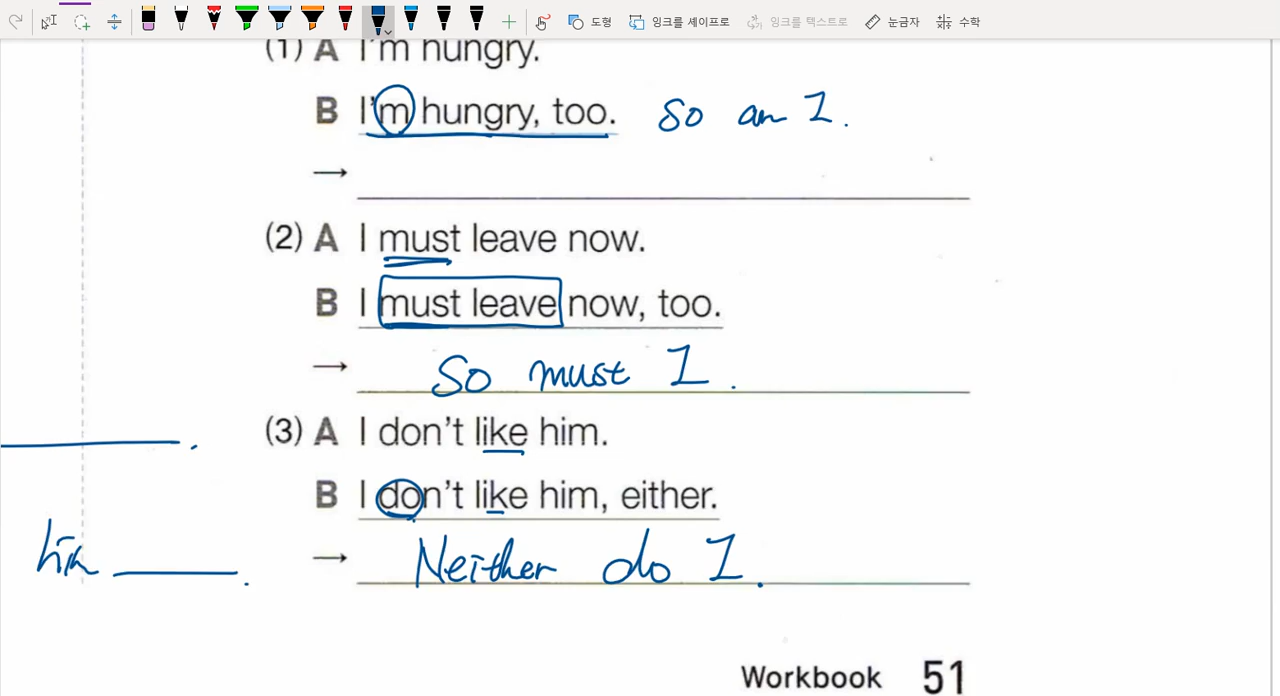 도형 잉크를 셰이프로 잉크를 텍스트로 눈금자 수학
(1) A I'm hungry.
B I'm hungry, too. So am I.
→
(2) A I must leave now.
B I must leave now, too.
→ So must I.
(3) A I don't like him.
B I don't like him, either.
him
→ Neither do I.
Workbook 51